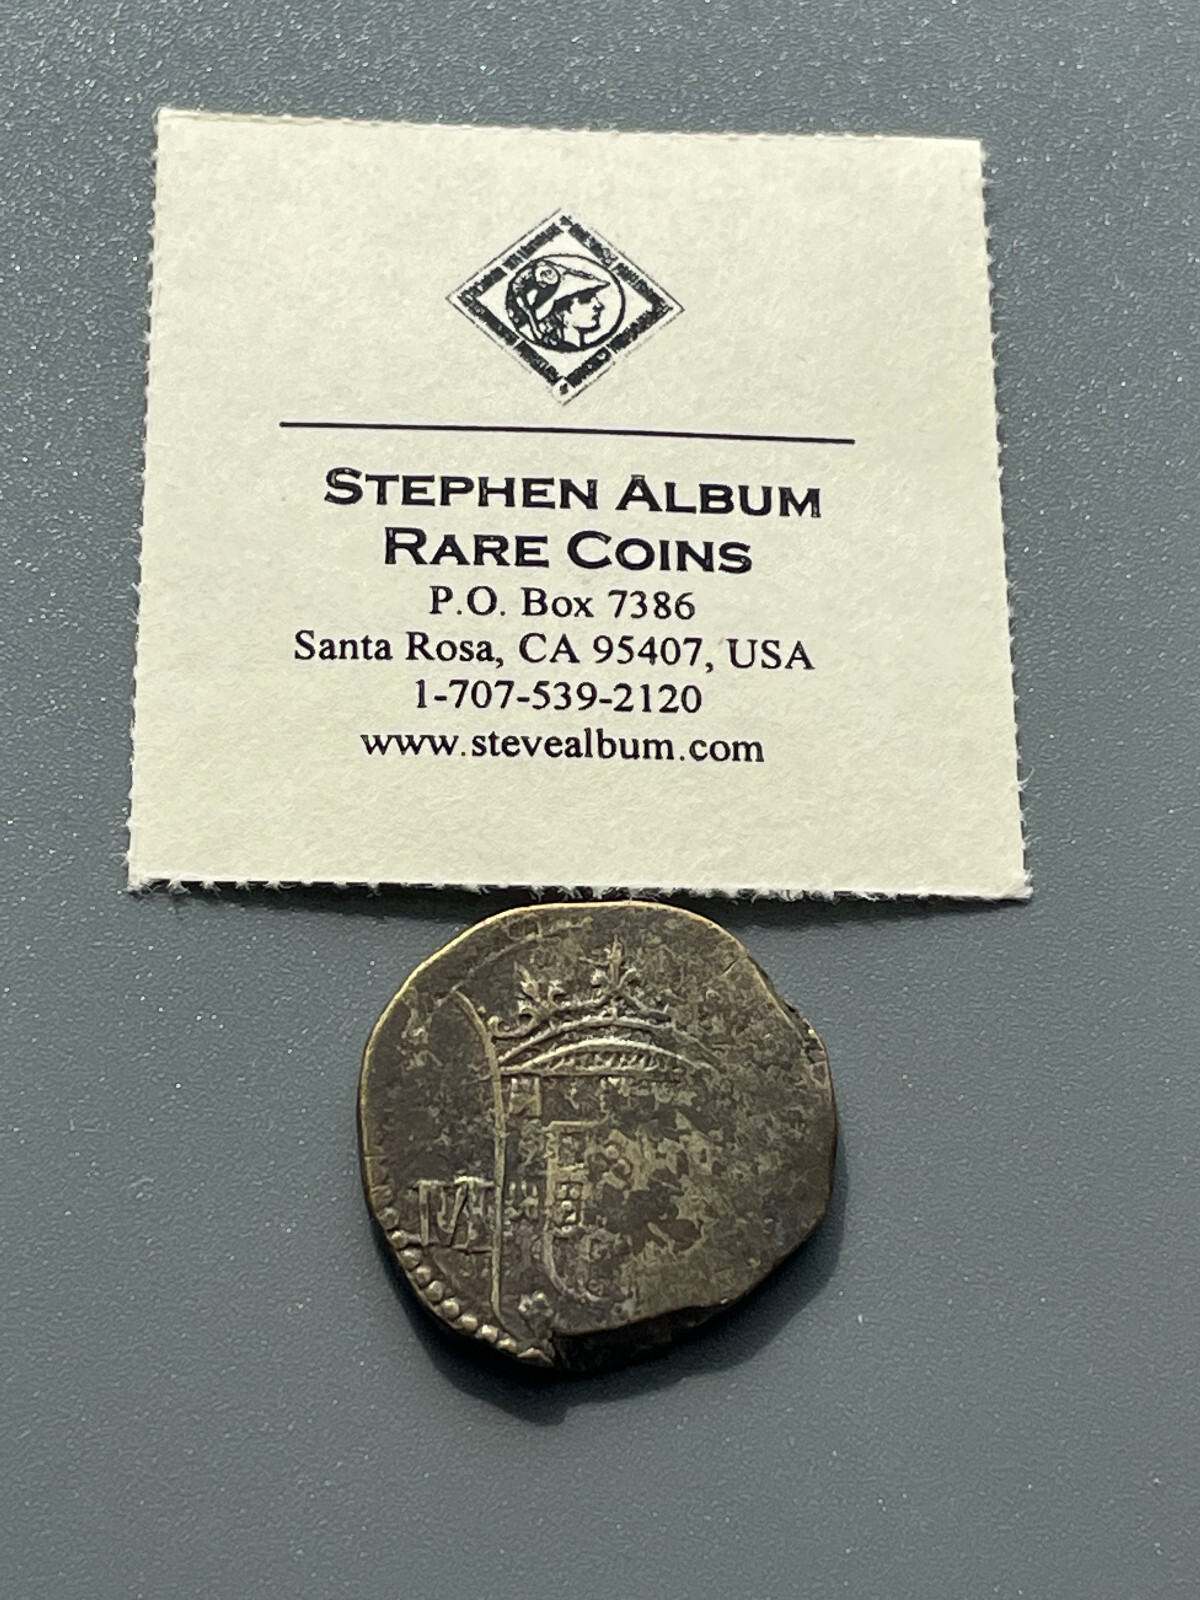 STEPHEN ALBUM
RARE COINS
P.O. Box 7386
Santa Rosa, CA 95407, USA
1-707-539-2120
www.stevealbum.com